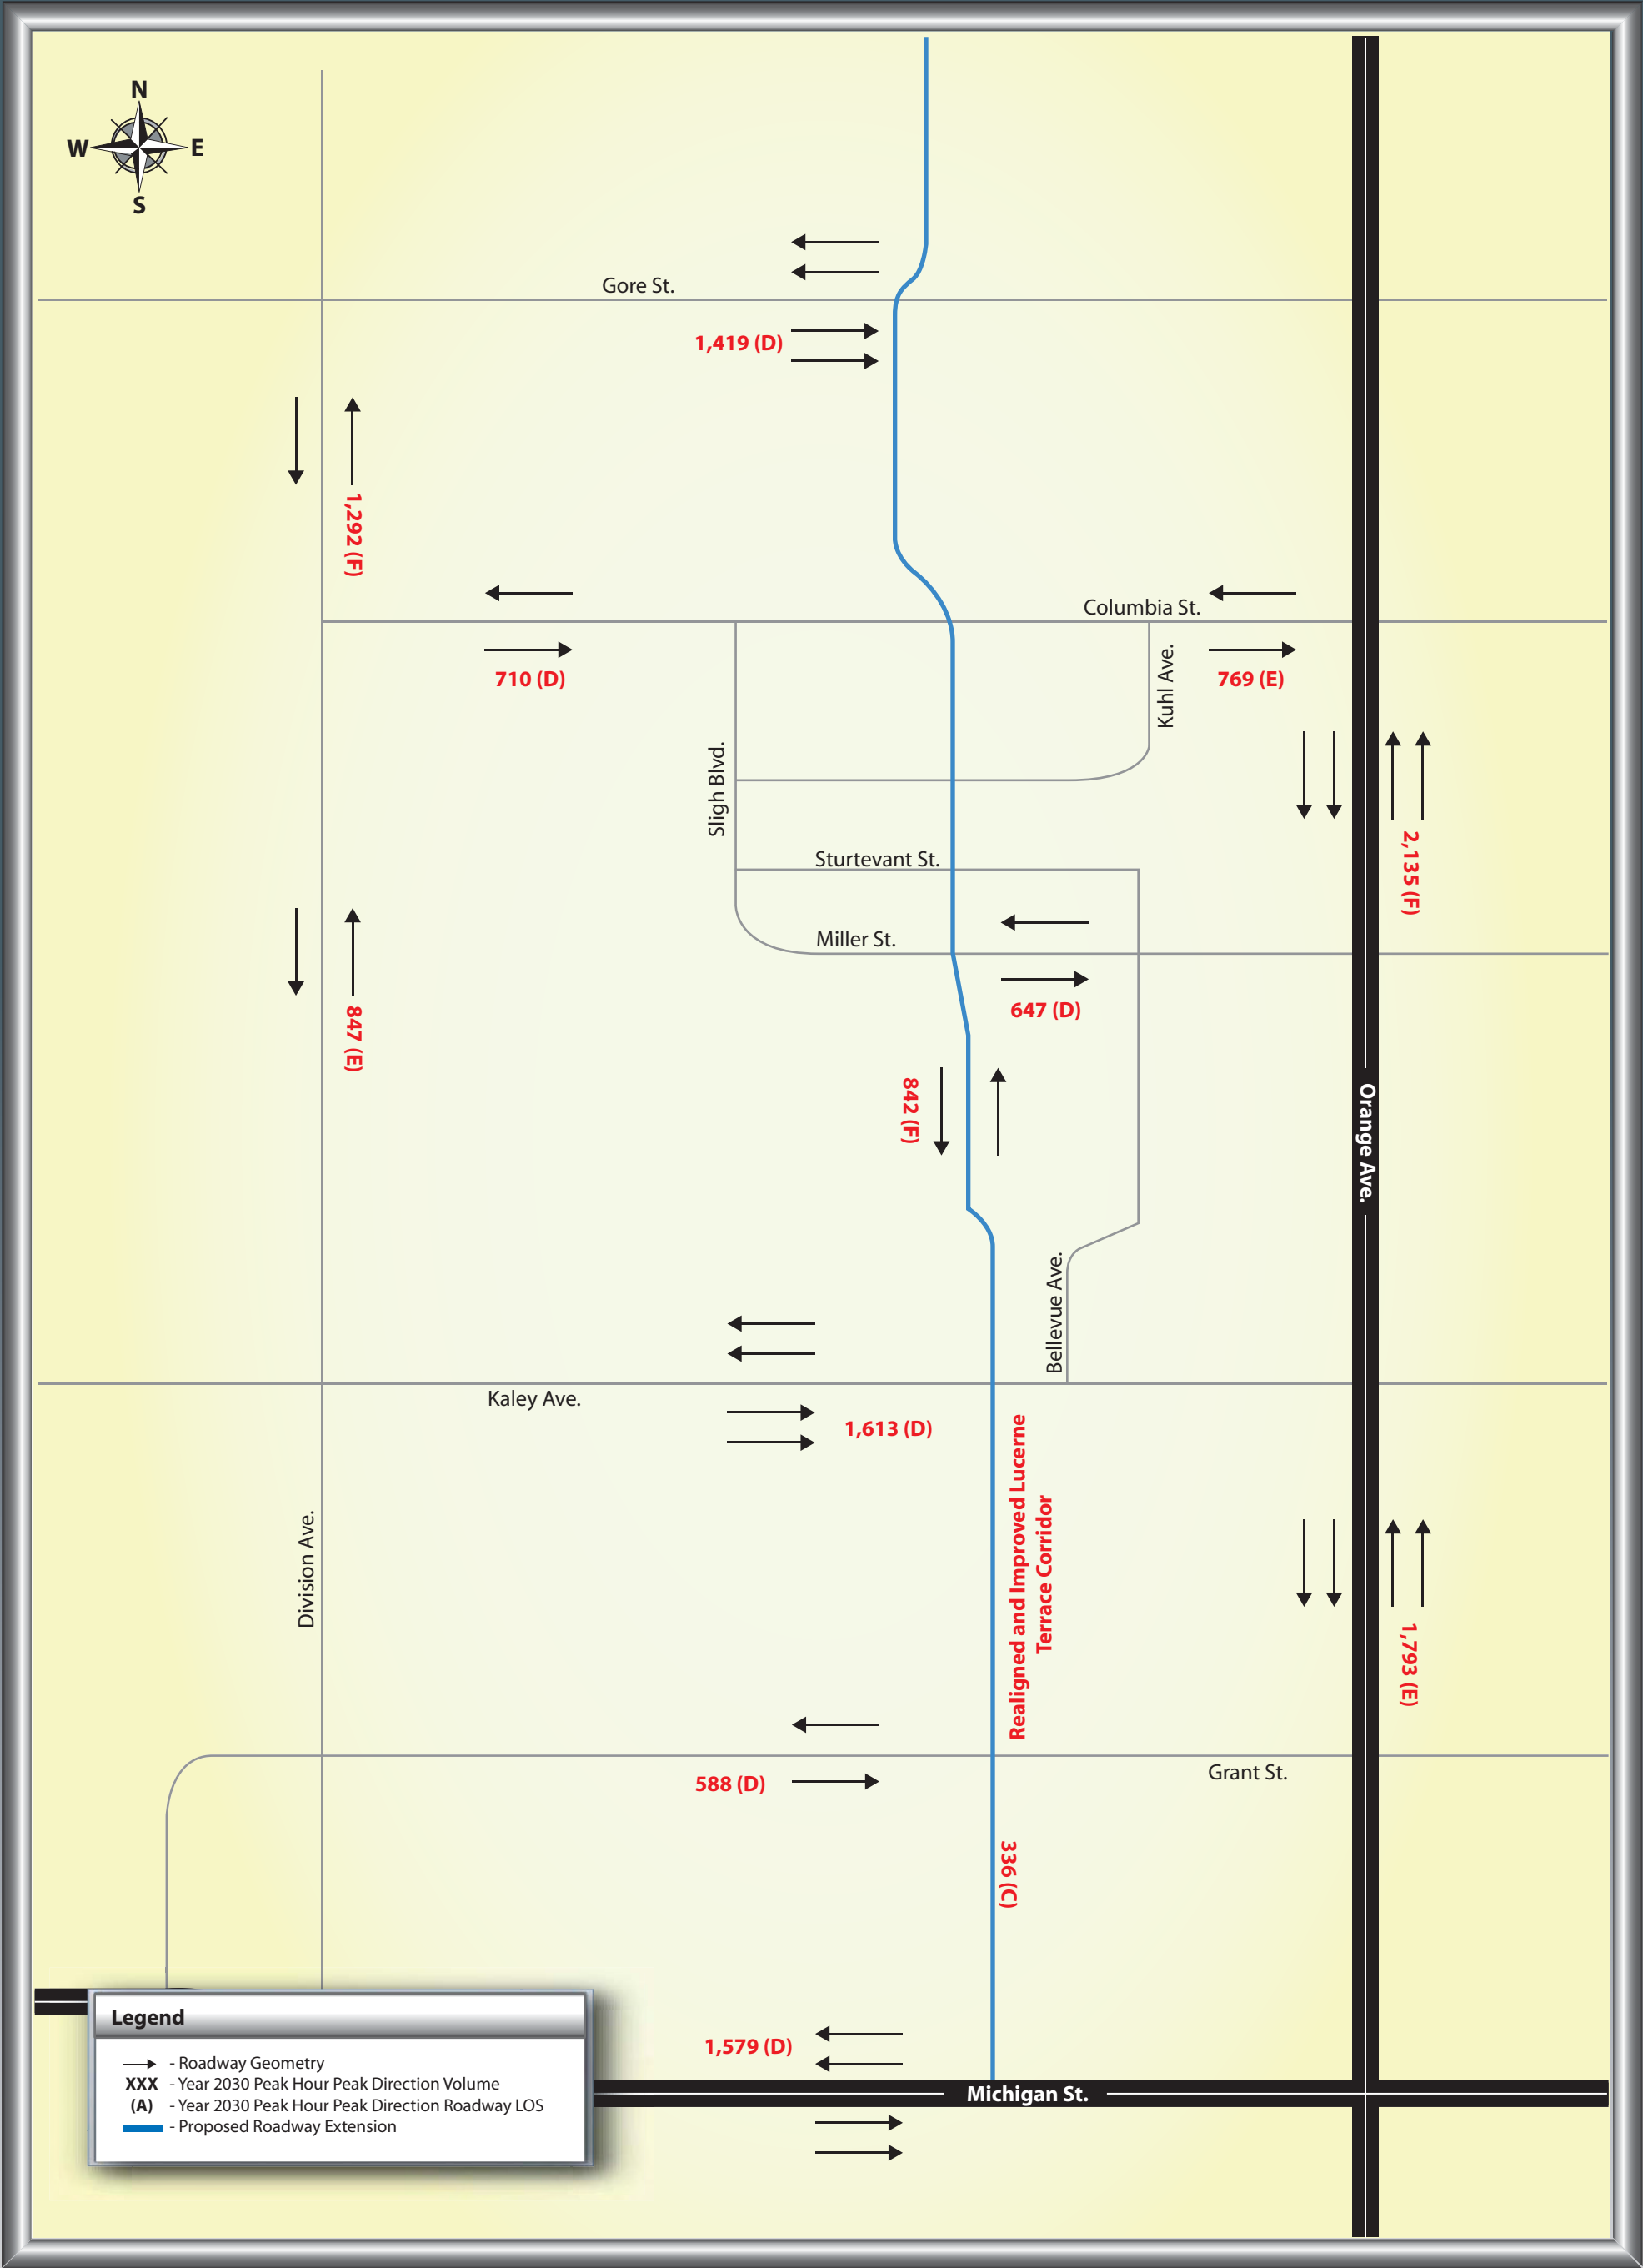 N
W
E
S
Gore St.
1,419 (D)
1,292 (F)
Columbia St.
710 (D)
Kuhl Ave.
769 (E)
Sligh Blvd.
2,135 (F)
Sturtevant St.
Miller St.
647 (D)
847 (E)
842 (F)
Orange Ave.
Bellevue Ave.
Kaley Ave.
1,613 (D)
Realigned and Improved Lucerne
Terrace Corridor
Division Ave.
1,793 (E)
Grant St.
588 (D)
336 (C)
1,579 (D)
Michigan St.
Legend
- Roadway Geometry
XXX - Year 2030 Peak Hour Peak Direction Volume
(A) - Year 2030 Peak Hour Peak Direction Roadway LOS
- Proposed Roadway Extension